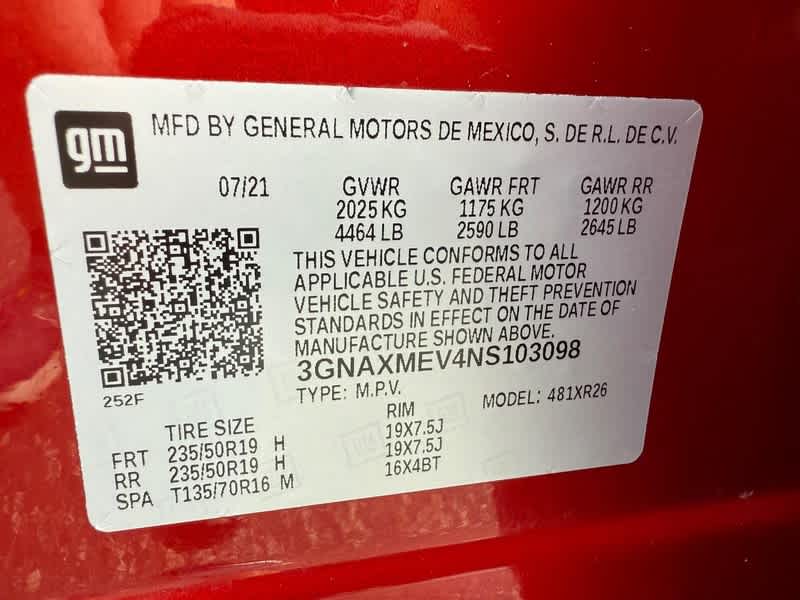 gm MFD BY GENERAL MOTORS DE MEXICO, S. DE R.L. DE C.V.
07/21 GVWR GAWR FRT GAWR RR
2025 KG 1175 KG 1200 KG
4464 LB 2590 LB 2645 LB
THIS VEHICLE CONFORMS TO ALL
APPLICABLE U.S. FEDERAL MOTOR
VEHICLE SAFETY AND THEFT PREVENTION
STANDARDS IN EFFECT ON THE DATE OF
MANUFACTURE SHOWN ABOVE.
3GNAXMEV4NS103098
252F TYPE: M.P.V. MODEL: 481XR26
TIRE SIZE RIM
FRT 235/50R19 H 19X7.5J
RR 235/50R19 H 19X7.5J
SPA T135/70R16 M 16X4BT